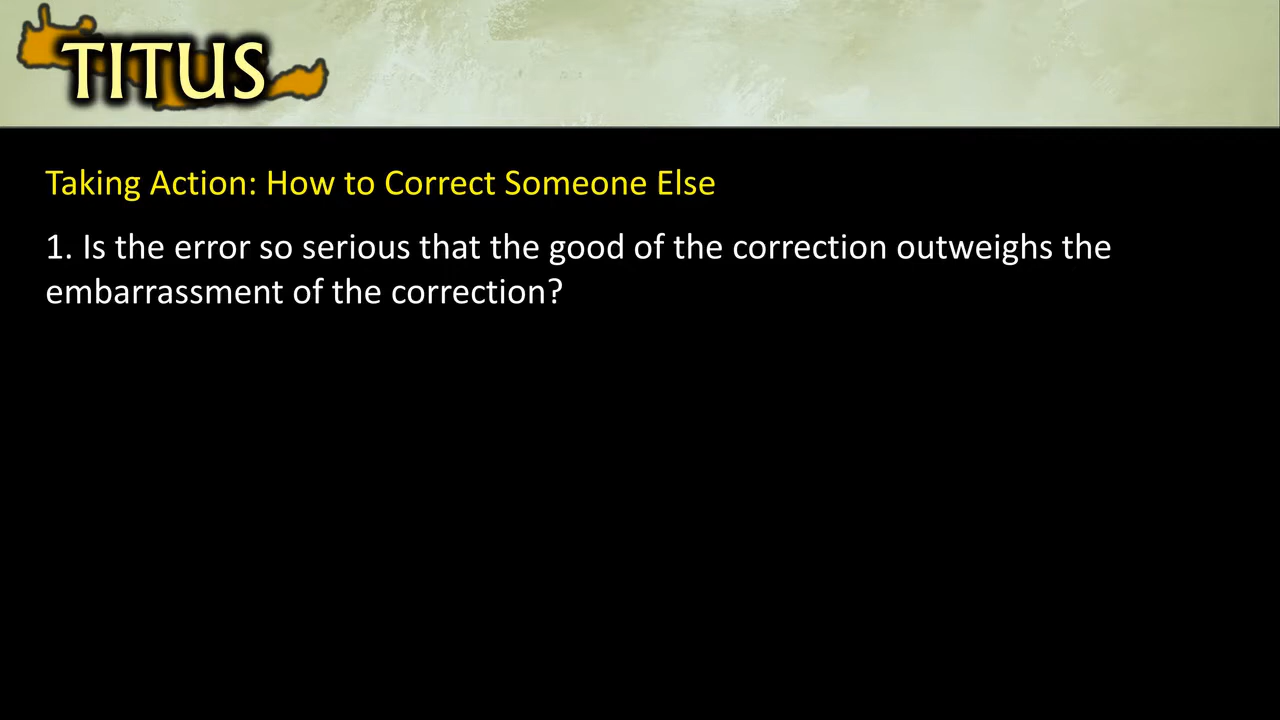 TITUS
Taking Action: How to Correct Someone Else
1. Is the error so serious that the good of the correction outweighs the
embarrassment of the correction?